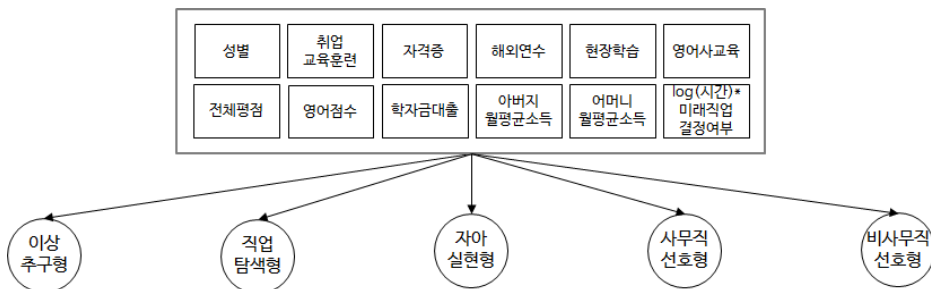 성별
취업
교육훈련
자격증
해외연수
현장학습
영어사교육
전체평점
영어점수
학자금대출
아버지
월평균소득
어머니
월평균소득
log(시간)*
미래직업
결정여부
이상
추구형
직업
탐색형
자아
실현형
사무직
선호형
비사무직
선호형